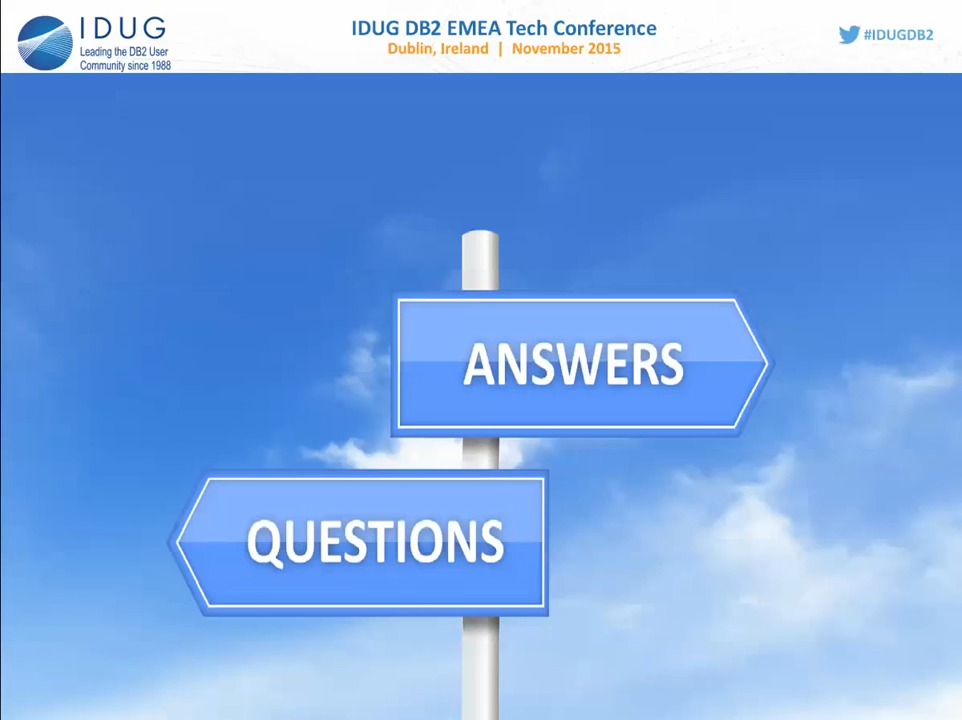 IDUG
Leading the DB2 User
Community since 1988
IDUG DB2 EMEA Tech Conference
Dublin, Ireland | November 2015
#IDUGDB2
ANSWERS
QUESTIONS